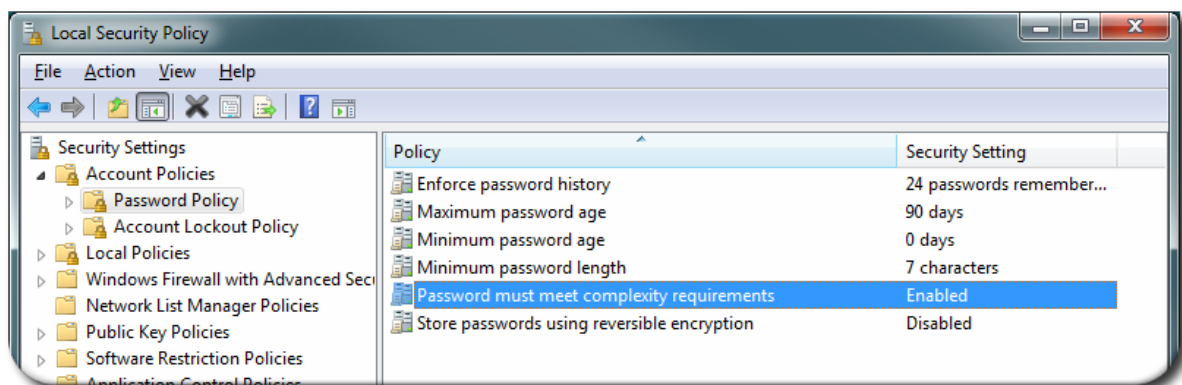 Local Security Policy
File Action View Help
Security Settings
Account Policies
Password Policy
Account Lockout Policy
Local Policies
Windows Firewall with Advanced Secu
Network List Manager Policies
Public Key Policies
Software Restriction Policies
Application Control Policies
Policy Security Setting
Enforce password history 24 passwords remember...
Maximum password age 90 days
Minimum password age 0 days
Minimum password length 7 characters
Password must meet complexity requirements Enabled
Store passwords using reversible encryption Disabled